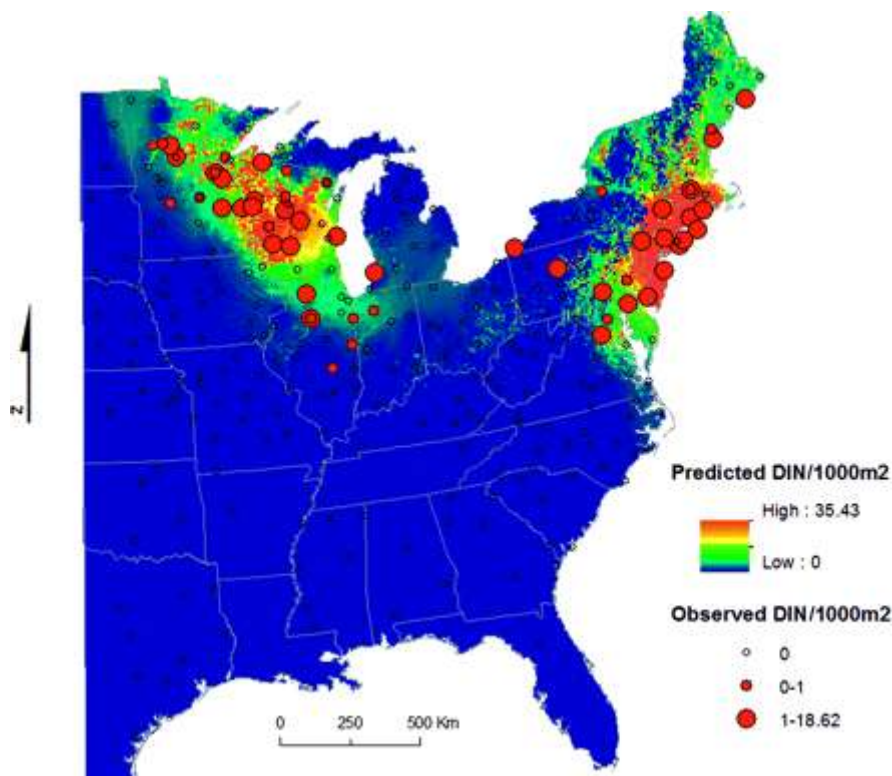 N
Predicted DIN/1000m2
High : 35.43
Low : 0
Observed DIN/1000m2
0
0-1
1-18.62
0 250 500 Km